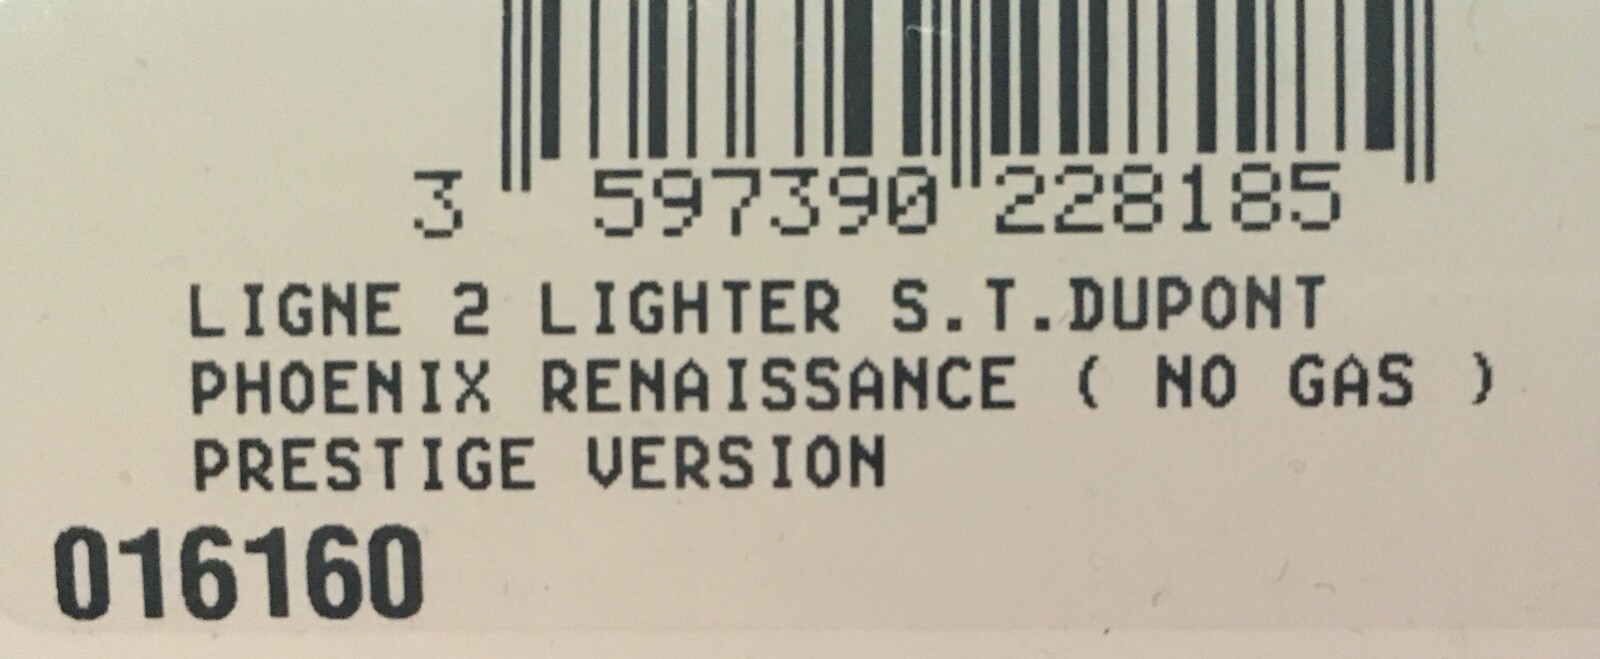 3 597390 228185
LIGNE 2 LIGHTER S.T.DUPONT
PHOENIX RENAISSANCE ( NO GAS )
PRESTIGE VERSION
016160